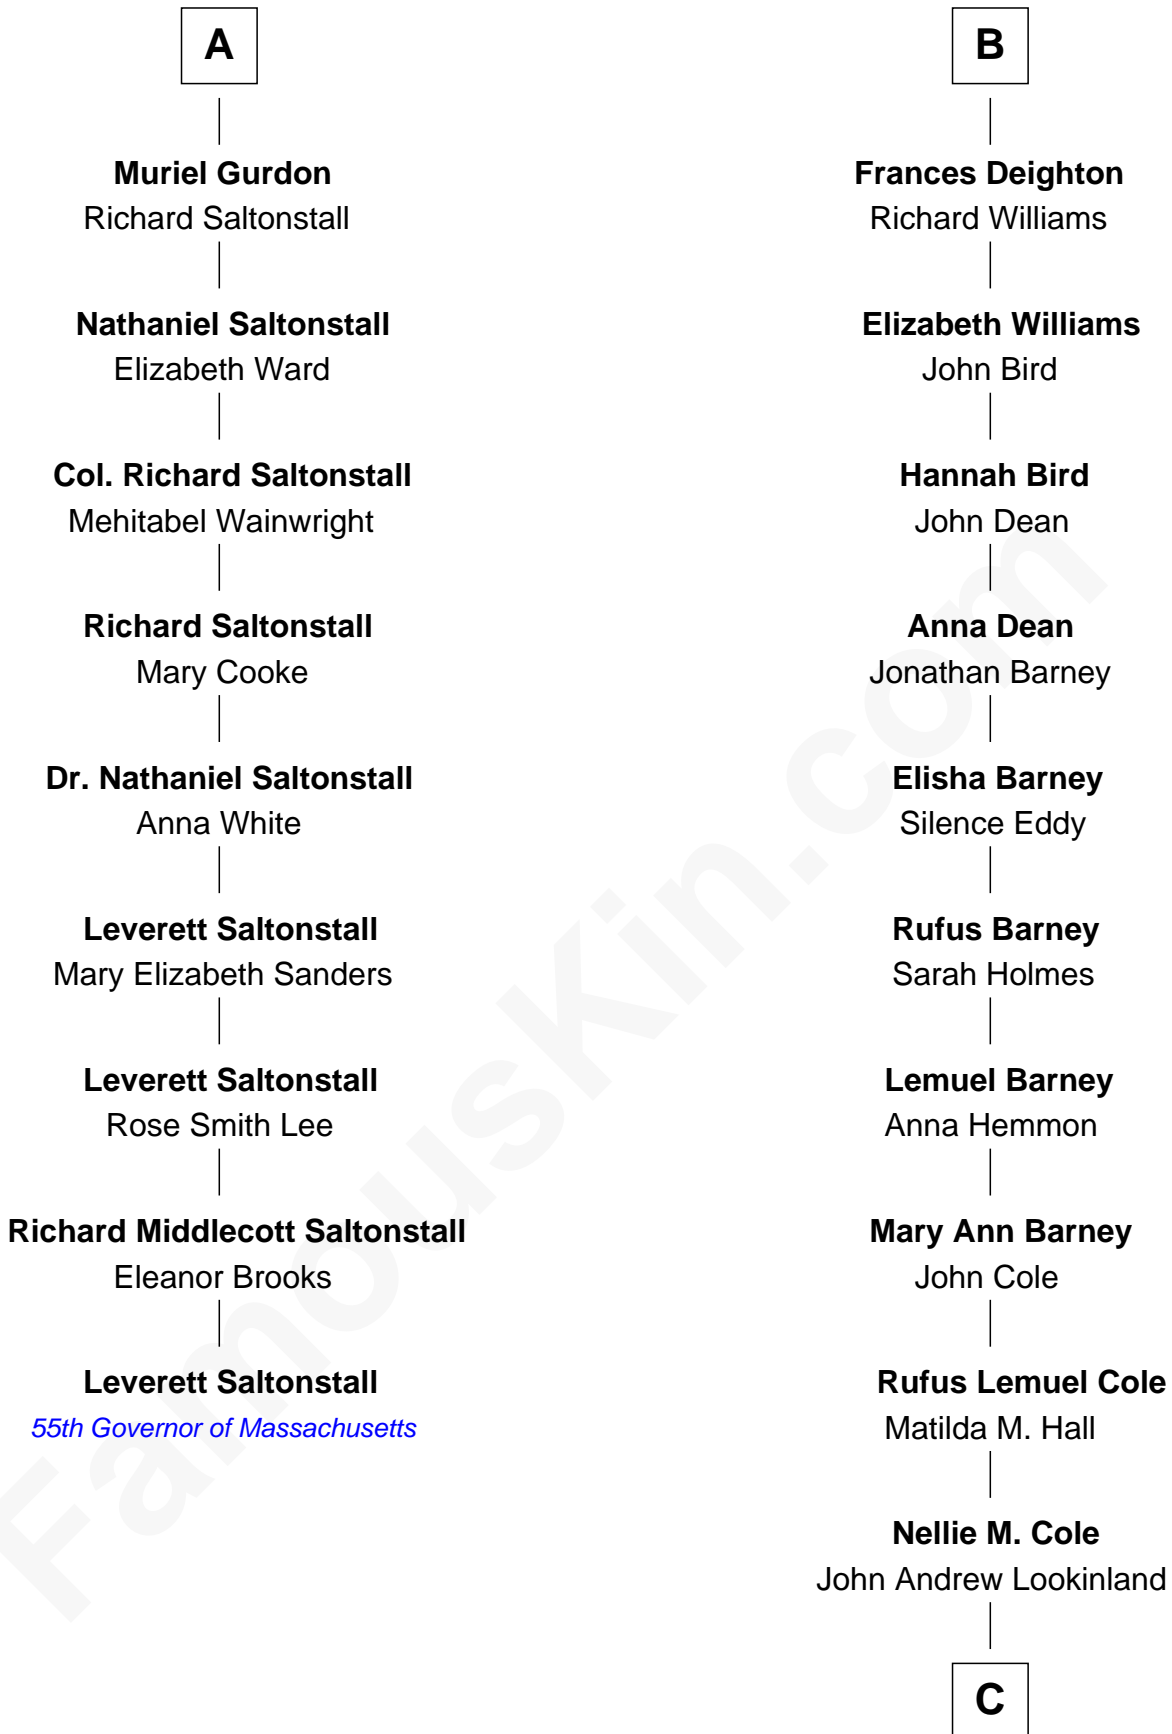 A
Muriel Gurdon
Richard Saltonstall
Nathaniel Saltonstall
Elizabeth Ward
Col. Richard Saltonstall
Mehitabel Wainwright
Richard Saltonstall
Mary Cooke
Dr. Nathaniel Saltonstall
Anna White
Leverett Saltonstall
Mary Elizabeth Sanders
Leverett Saltonstall
Rose Smith Lee
Richard Middlecott Saltonstall
Eleanor Brooks
Leverett Saltonstall
55th Governor of Massachusetts
B
Frances Deighton
Richard Williams
Elizabeth Williams
John Bird
Hannah Bird
John Dean
Anna Dean
Jonathan Barney
Elisha Barney
Silence Eddy
Rufus Barney
Sarah Holmes
Lemuel Barney
Anna Hemmon
Mary Ann Barney
John Cole
Rufus Lemuel Cole
Matilda M. Hall
Nellie M. Cole
John Andrew Lookinland
C
FamousKin.com